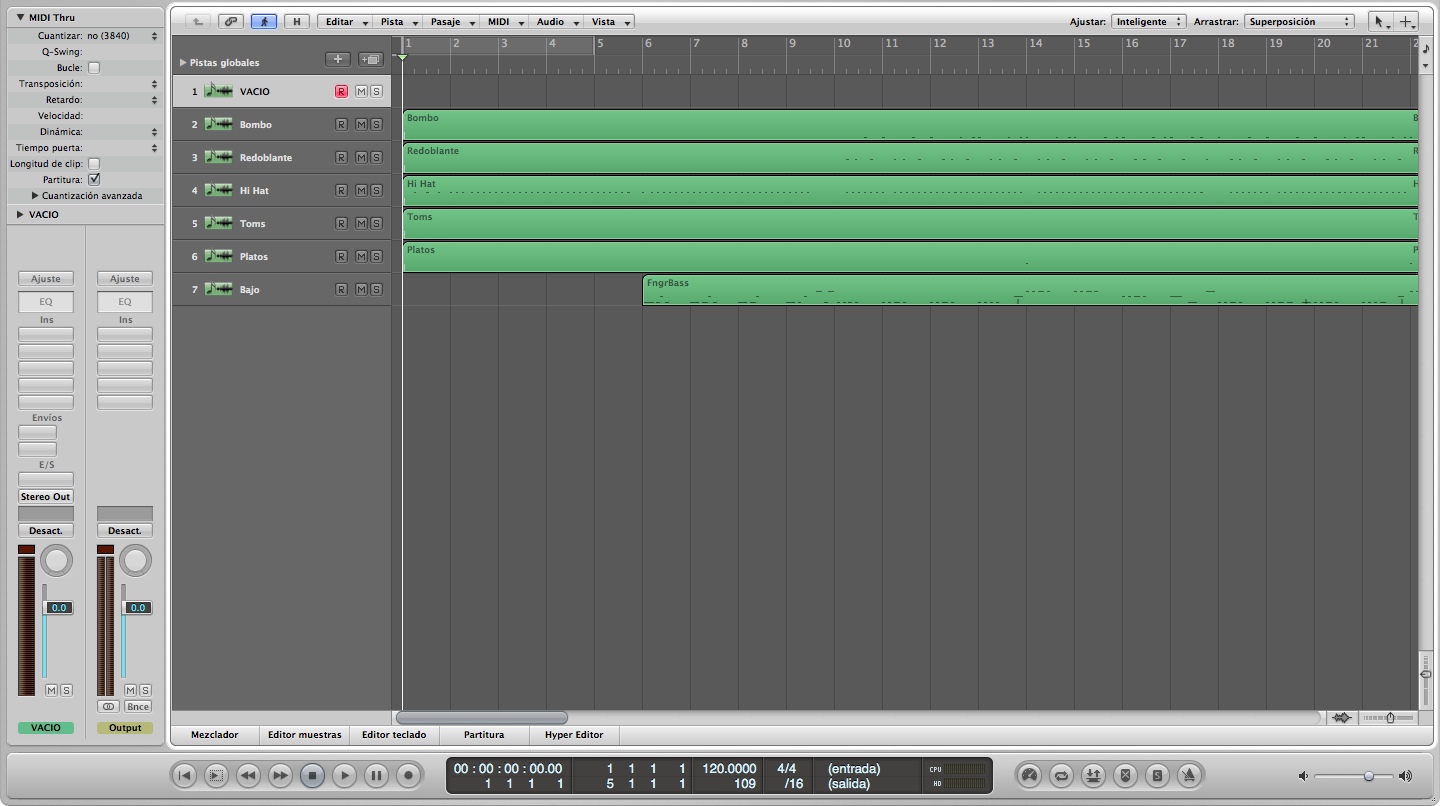 MIDI Thru
Cuantizar: no (3840)
Q-Swing:
Bucle:
Transposición:
Retardo:
Velocidad:
Dinámica:
Tiempo puerta:
Longitud de clip:
Partitura:
Cuantización avanzada
VACIO
Ajuste Ajuste
EQ EQ
Ins Ins
Envíos
E/S
Stereo Out
Desact. Desact.
0.0 0.0
M S M S
Bnce
VACIO Output
H Editar Pista Pasaje MIDI Audio Vista Ajustar: Inteligente Arrastrar: Superposición
Pistas globales
1 2 3 4 5 6 7 8 9 10 11 12 13 14 15 16 17 18 19 20 21
1 VACIO R M S
2 Bombo R M S
3 Redoblante R M S
4 Hi Hat R M S
5 Toms R M S
6 Platos R M S
7 Bajo R M S
Bombo
Redoblante
Hi Hat
Toms
Platos
FngrBass
Mezclador Editor muestras Editor teclado Partitura Hyper Editor
00 : 00 : 00 : 00.00 1 1 1 1 120.0000 4/4 (entrada) CPU
1 1 1 1 5 1 1 1 109 /16 (salida) HD
S